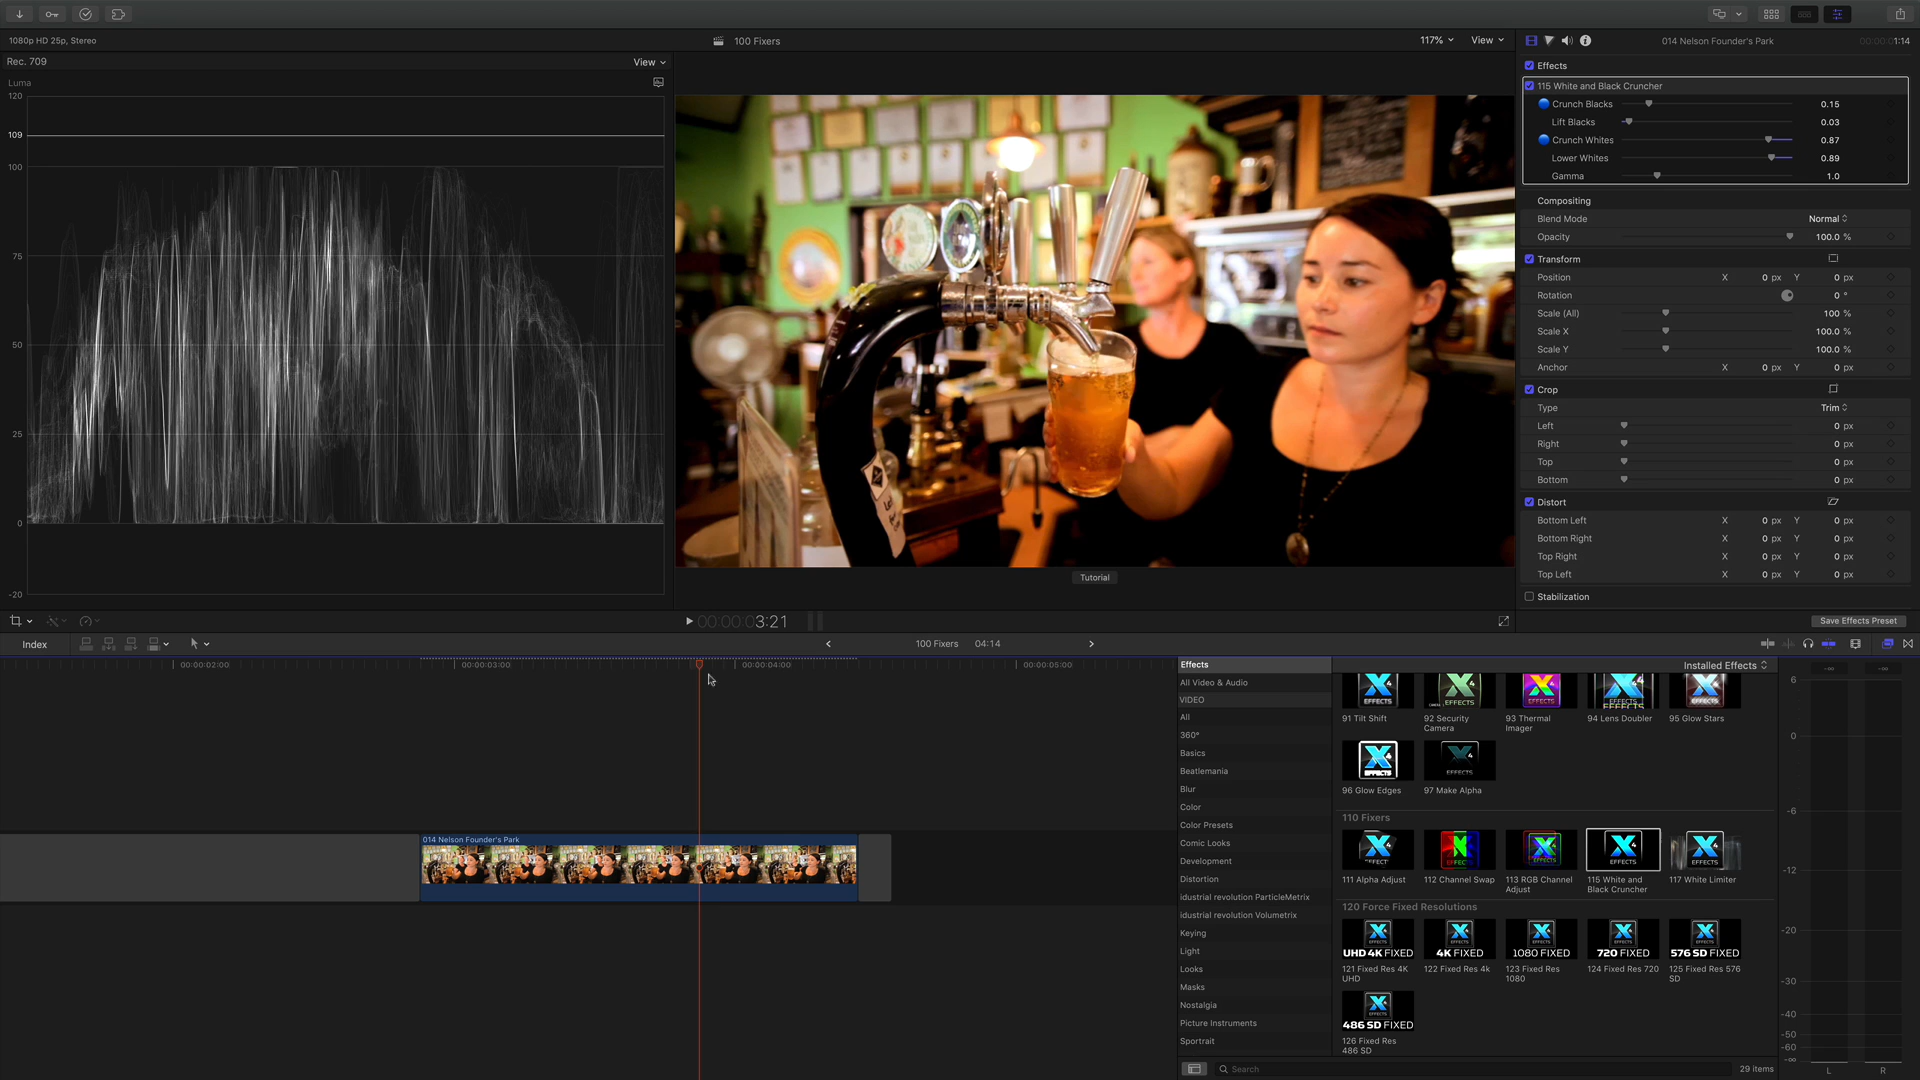 1080p HD 25p, Stereo
100 Fixers
117%
View
014 Nelson Founder's Park
00:00:00:01:14
Rec. 709
View
Luma
120
109
100
75
50
25
0
-20
Tutorial
Effects
115 White and Black Cruncher
Crunch Blacks 0.15
Lift Blacks 0.03
Crunch Whites 0.87
Lower Whites 0.89
Gamma 1.0
Compositing
Blend Mode Normal
Opacity 100.0 %
Transform
Position X 0 px Y 0 px
Rotation 0 °
Scale (All) 100 %
Scale X 100.0 %
Scale Y 100.0 %
Anchor X 0 px Y 0 px
Crop
Type Trim
Left 0 px
Right 0 px
Top 0 px
Bottom 0 px
Distort
Bottom Left X 0 px Y 0 px
Bottom Right X 0 px Y 0 px
Top Right X 0 px Y 0 px
Top Left X 0 px Y 0 px
Stabilization
Save Effects Preset
00:00:03:21
Index
100 Fixers 04:14
00:00:02:00
00:00:03:00
00:00:04:00
00:00:05:00
014 Nelson Founder's Park
Effects
All Video & Audio
VIDEO
All
360°
Basics
Beatlemania
Blur
Color
Color Presets
Comic Looks
Development
Distortion
idustrial revolution ParticleMetrix
idustrial revolution Volumetrix
Keying
Light
Looks
Masks
Nostalgia
Picture Instruments
Sportrait
Installed Effects
91 Tilt Shift
92 Security
Camera
93 Thermal
Imager
94 Lens Doubler
95 Glow Stars
96 Glow Edges
97 Make Alpha
110 Fixers
111 Alpha Adjust
112 Channel Swap
113 RGB Channel
Adjust
115 White and
Black Cruncher
117 White Limiter
120 Force Fixed Resolutions
UHD 4K FIXED
4K FIXED
1080 FIXED
720 FIXED
576 SD FIXED
121 Fixed Res 4K
UHD
122 Fixed Res 4k
123 Fixed Res
1080
124 Fixed Res 720
125 Fixed Res 576
SD
486 SD FIXED
126 Fixed Res
486 SD
Search
29 items
-∞ -∞
6
0
-6
-12
-20
-30
-40
-50
-60
-∞
L R